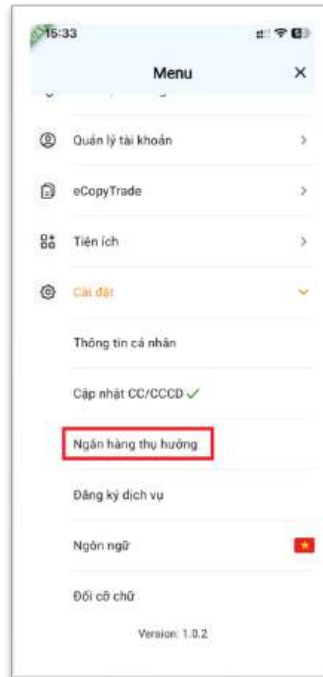 15:33
Menu
Quản lý tài khoản
eCopyTrade
Tiện ích
Cài đặt
Thông tin cá nhân
Cập nhật CC/CCCD
Ngân hàng thụ hưởng
Đăng ký dịch vụ
Ngôn ngữ
Đổi cỡ chữ
Version: 1.0.2